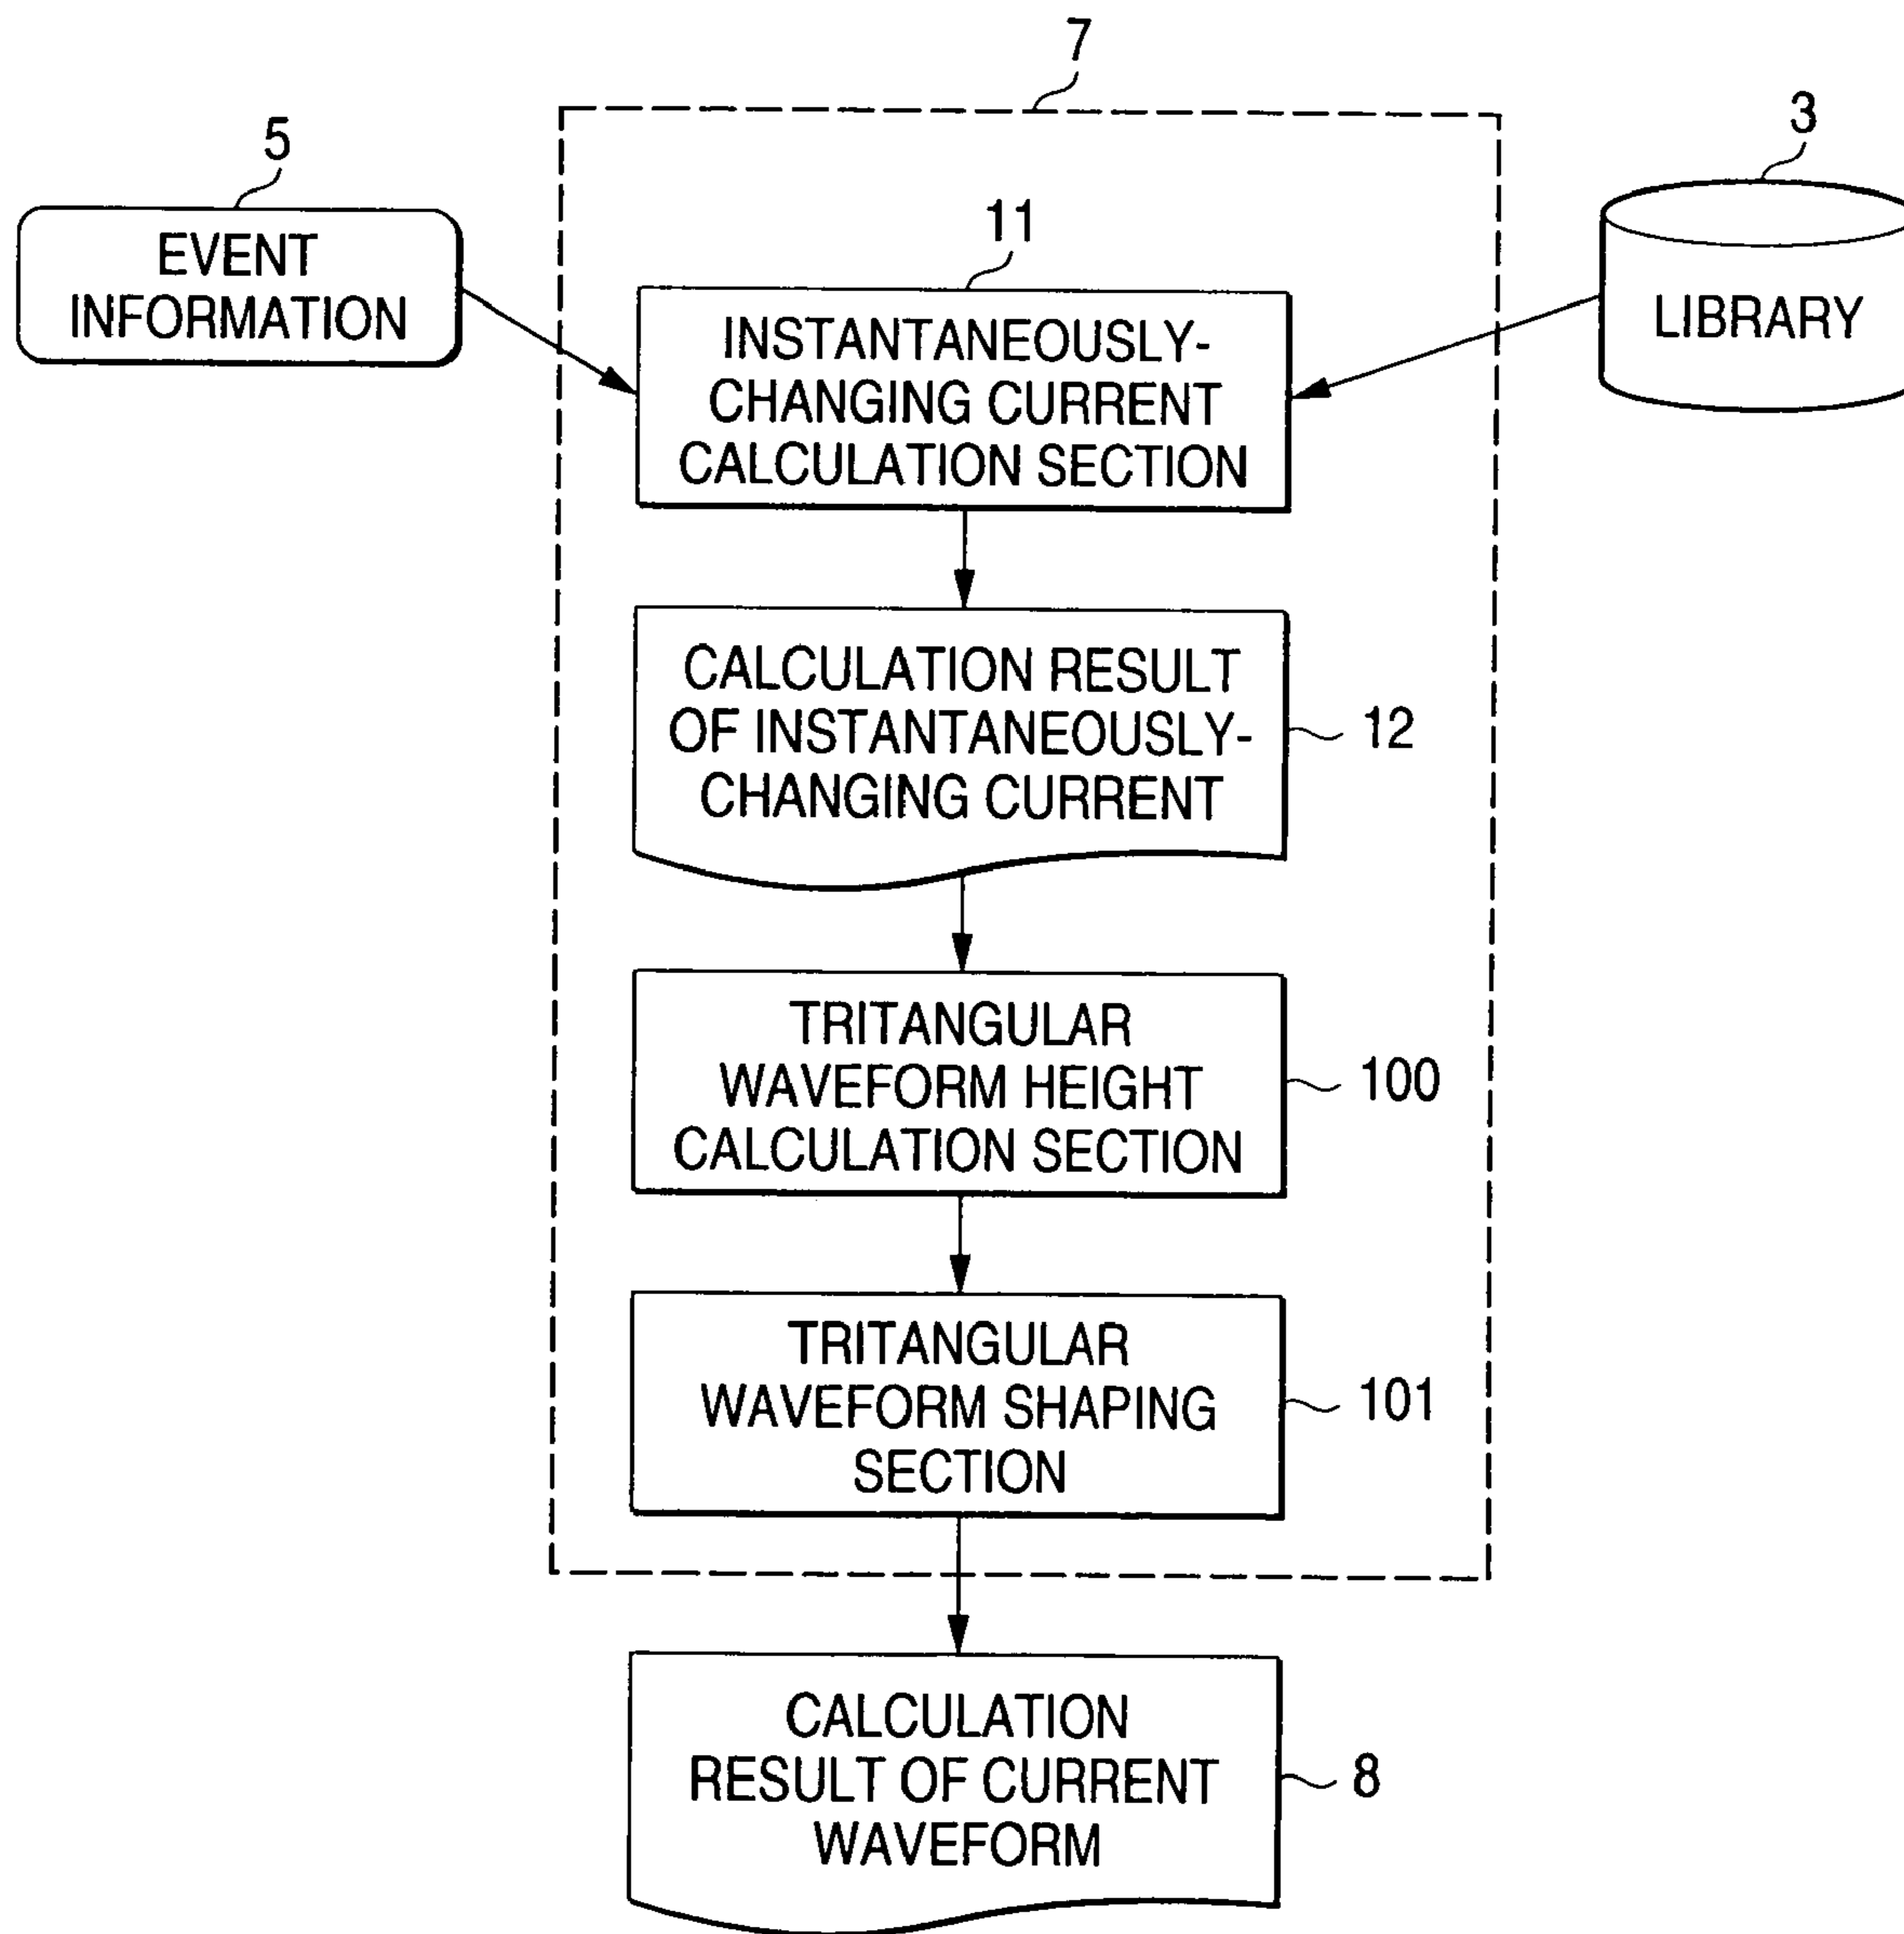 7
5
3
EVENT
INFORMATION
11
LIBRARY
INSTANTANEOUSLY-
CHANGING CURRENT
CALCULATION SECTION
CALCULATION RESULT
OF INSTANTANEOUSLY-
CHANGING CURRENT
12
TRITANGULAR
WAVEFORM HEIGHT
CALCULATION SECTION
100
TRITANGULAR
WAVEFORM SHAPING
SECTION
101
CALCULATION
RESULT OF CURRENT
WAVEFORM
8